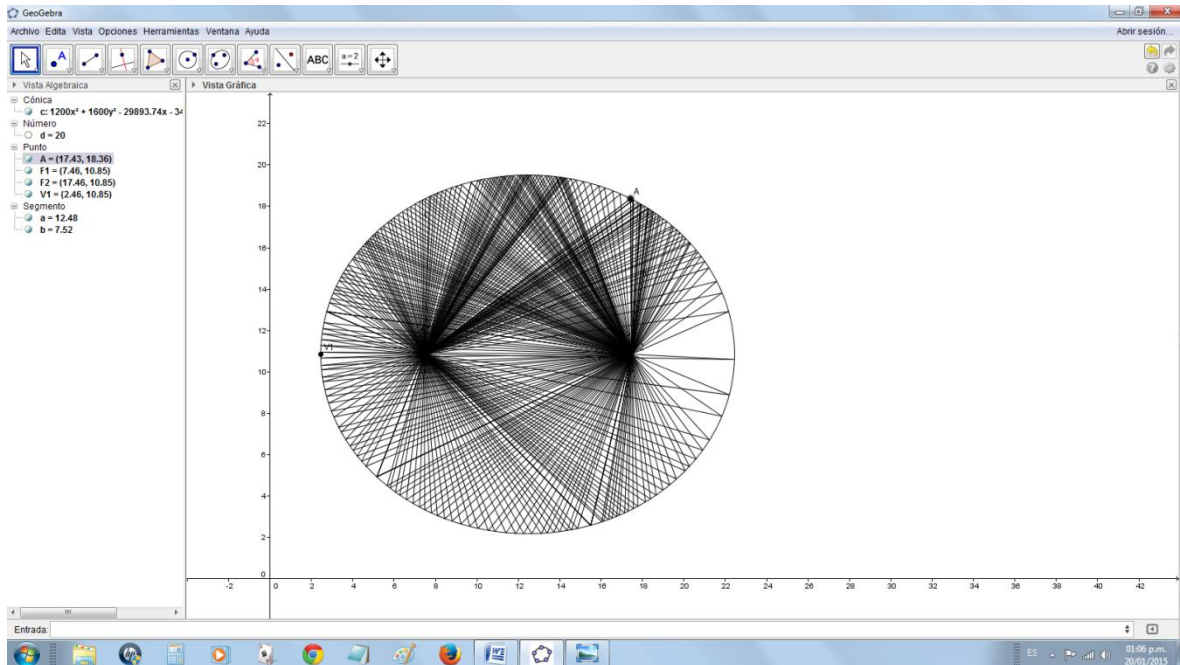 GeoGebra
Archivo Edita Vista Opciones Herramientas Ventana Ayuda
Abrir sesión...
A
ABC
a=2
Vista Algebraica
Vista Gráfica
Cónica
c: 1200x² + 1600y² - 29893.74x - 34
Número
d = 20
Punto
A = (17.43, 18.36)
F1 = (7.46, 10.85)
F2 = (17.46, 10.85)
V1 = (2.46, 10.85)
Segmento
a = 12.48
b = 7.52
22
20
18
16
14
12
10
8
6
4
2
0
A
V1
-2 0 2 4 6 8 10 12 14 16 18 20 22 24 26 28 30 32 34 36 38 40 42
Entrada:
ES
01:06 p.m.
20/01/2015